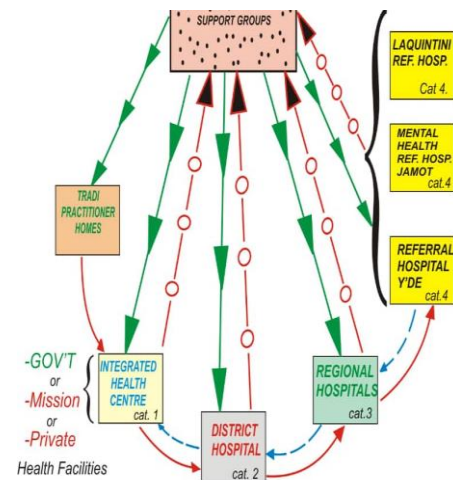 SUPPORT GROUPS
LAQUINTINI
REF. HOSP.
Cat 4.
MENTAL
HEALTH
REF. HOSP.
JAMOT
cat.4
TRADI
PRACTITIONER
HOMES
REFERRAL
HOSPITAL
Y'DE
cat.4
-GOV'T
or
-Mission
or
-Private
Health Facilities
INTEGRATED
HEALTH
CENTRE
cat. 1
DISTRICT
HOSPITAL
cat. 2
REGIONAL
HOSPITALS
cat.3